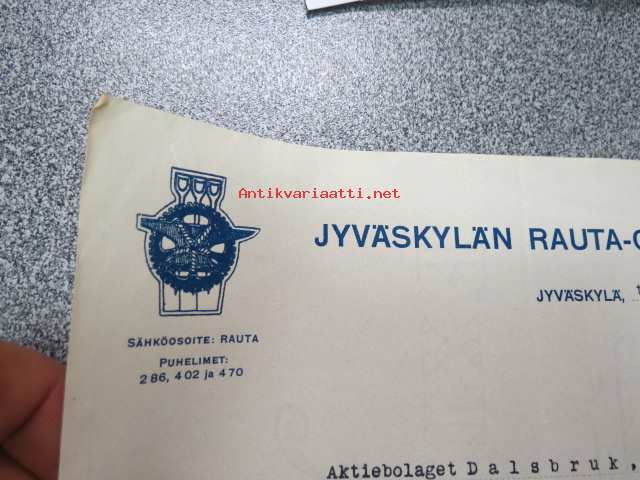 Antikvariaatti.net
JYVÄSKYLÄN RAUTA-
JYVÄSKYLÄ,
SÄHKÖOSOITE: RAUTA
PUHELIMET:
286, 402 ja 470
Aktiebolaget Dalsbruk,